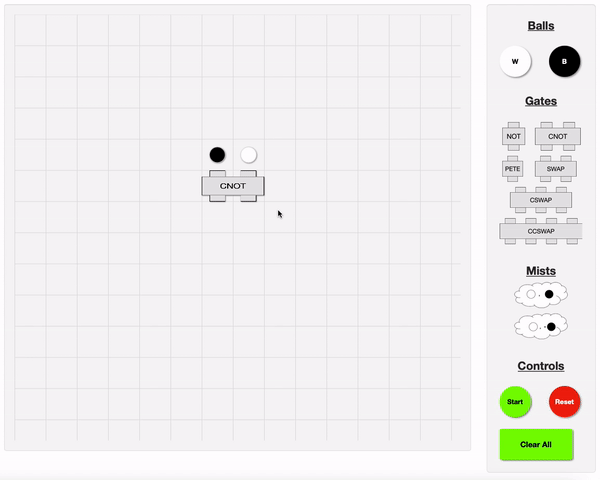 Balls
W B
Gates
NOT CNOT
PETE SWAP
CSWAP
CCSWAP
CNOT
Mists
Controls
Start Reset
Clear All